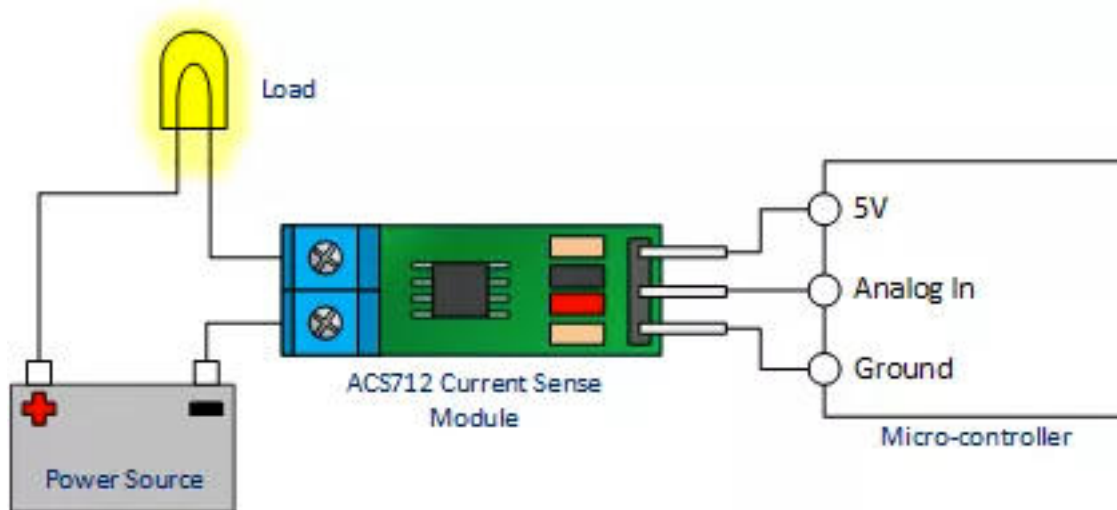 Load
5V
Analog In
Ground
ACS712 Current Sense
Module
Micro-controller
Power Source